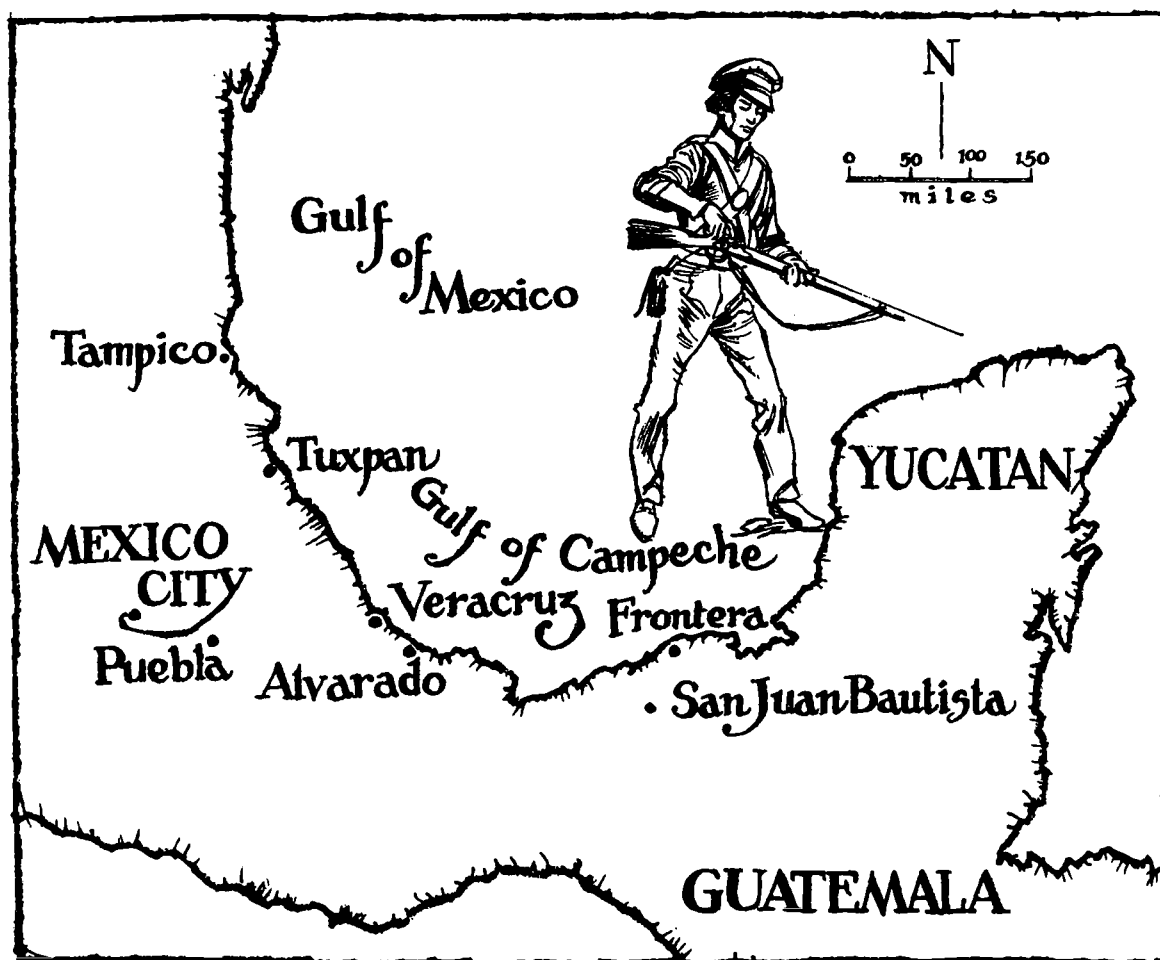 N
0 50 100 150
miles
Gulf
of
Mexico
Tampico
Tuxpan
YUCATAN
Gulf of Campeche
MEXICO
CITY
Veracruz
Frontera
Puebla
Alvarado
San Juan Bautista
GUATEMALA